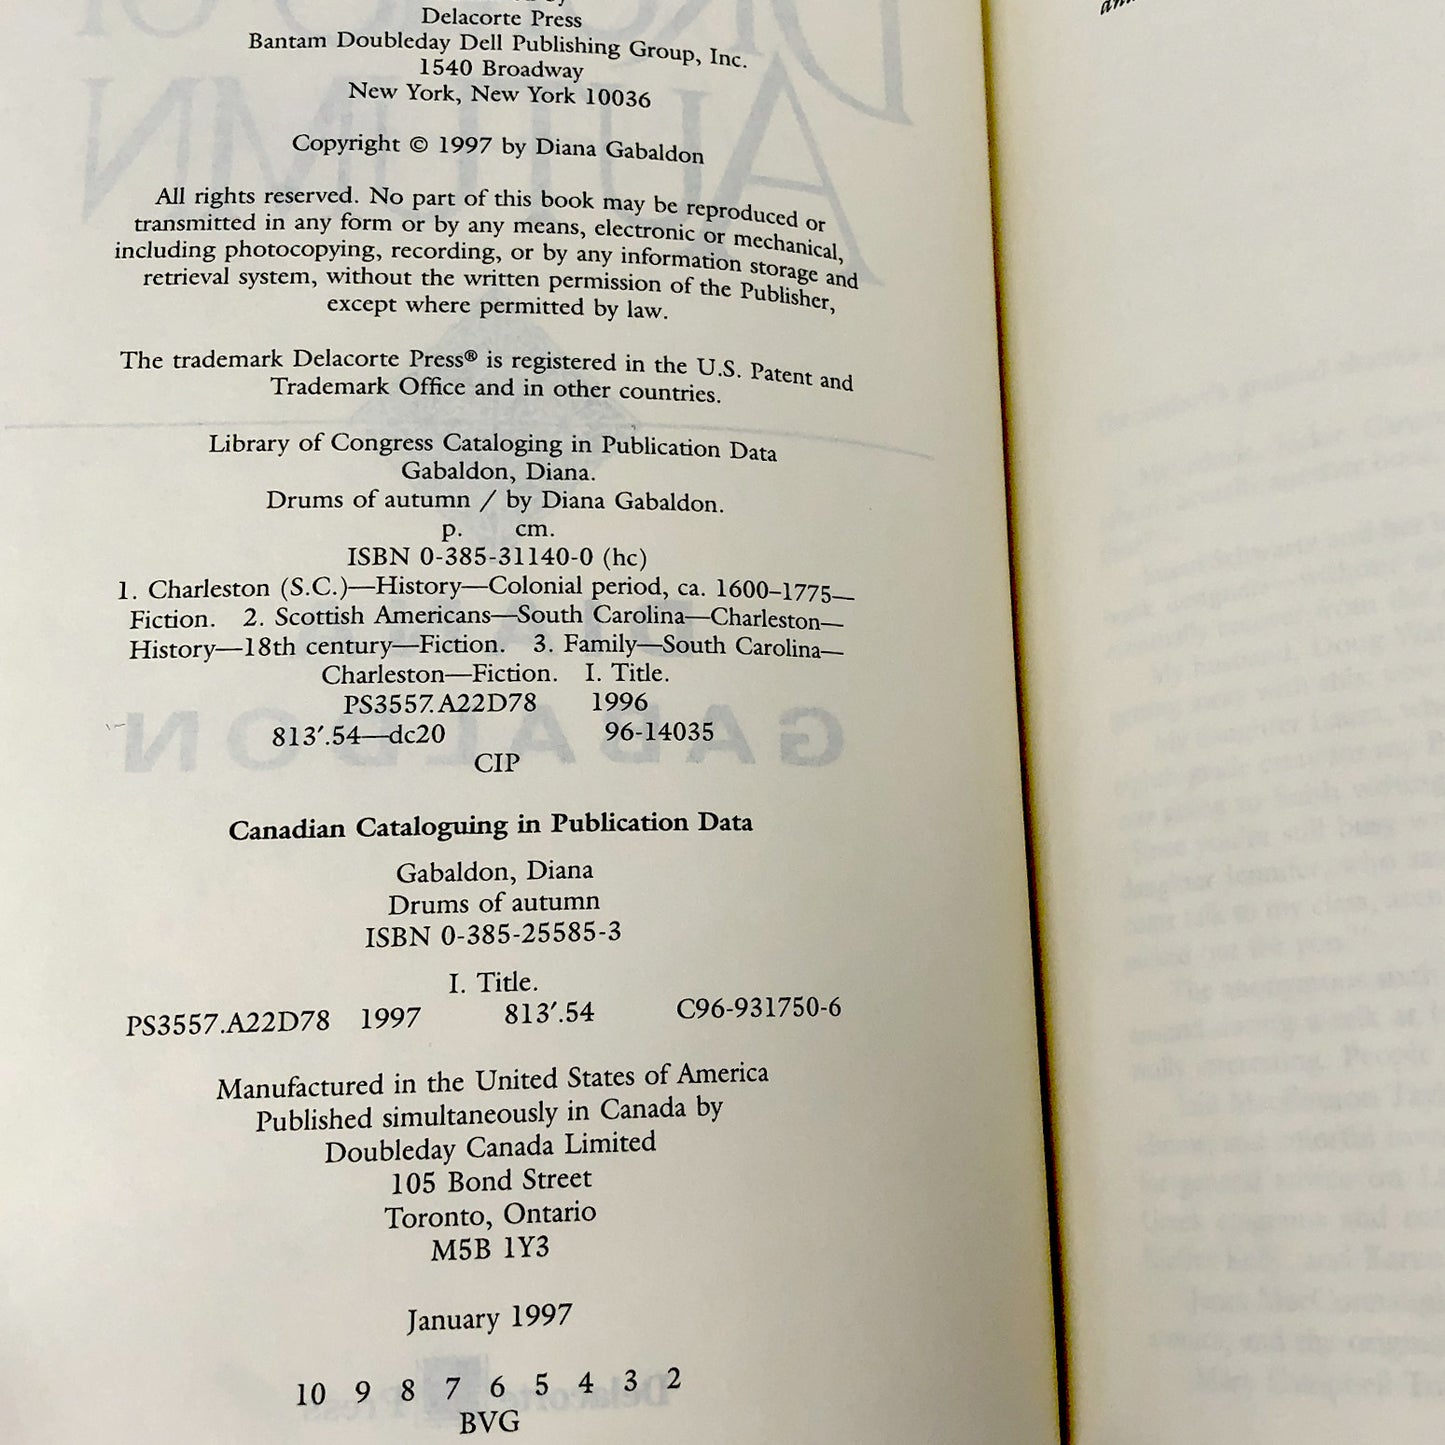 Delacorte Press
Bantam Doubleday Dell Publishing Group, Inc.
1540 Broadway
New York, New York 10036
Copyright © 1997 by Diana Gabaldon
All rights reserved. No part of this book may be reproduced or
transmitted in any form or by any means, electronic or mechanical,
including photocopying, recording, or by any information storage and
retrieval system, without the written permission of the Publisher,
except where permitted by law.
The trademark Delacorte Press® is registered in the U.S. Patent and
Trademark Office and in other countries.
Library of Congress Cataloging in Publication Data
Gabaldon, Diana.
Drums of autumn / by Diana Gabaldon.
p. cm.
ISBN 0-385-31140-0 (hc)
1. Charleston (S.C.)—History—Colonial period, ca. 1600–1775—
Fiction. 2. Scottish Americans—South Carolina—Charleston—
History—18th century—Fiction. 3. Family—South Carolina—
Charleston—Fiction. I. Title.
PS3557.A22D78 1996
813′.54—dc20 96-14035
CIP
Canadian Cataloguing in Publication Data
Gabaldon, Diana
Drums of autumn
ISBN 0-385-25585-3
I. Title.
PS3557.A22D78 1997 813′.54 C96-931750-6
Manufactured in the United States of America
Published simultaneously in Canada by
Doubleday Canada Limited
105 Bond Street
Toronto, Ontario
M5B 1Y3
January 1997
10 9 8 7 6 5 4 3 2
BVG